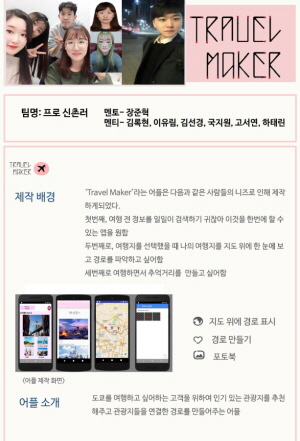 TRAVEL
MAKER
팀명: 프로 신촌러
멘토- 장준혁
멘티- 김록현, 이유림, 김선경, 국지원, 고서연, 하태린
TRAVEL
MAKER
제작 배경
"Travel Maker"라는 어플은 다음과 같은 사람들의 니즈로 인해 제작
하게되었다.
첫번째, 여행 전 정보를 일일이 검색하기 귀찮아 이것을 한번에 할 수
있는 앱을 원함
두번째로, 여행지를 선택했을 때 나의 여행지를 지도 위에 한 눈에 보
고 경로를 파악하고 싶어함
세번째로 여행하면서 추억거리를 만들고 싶어함
지도 위에 경로 표시
경로 만들기
포토북
(어플 제작 화면)
어플 소개
도쿄를 여행하고 싶어하는 고객을 위하여 인기 있는 관광지를 추천
해주고 관광지들을 연결한 경로를 만들어주는 어플